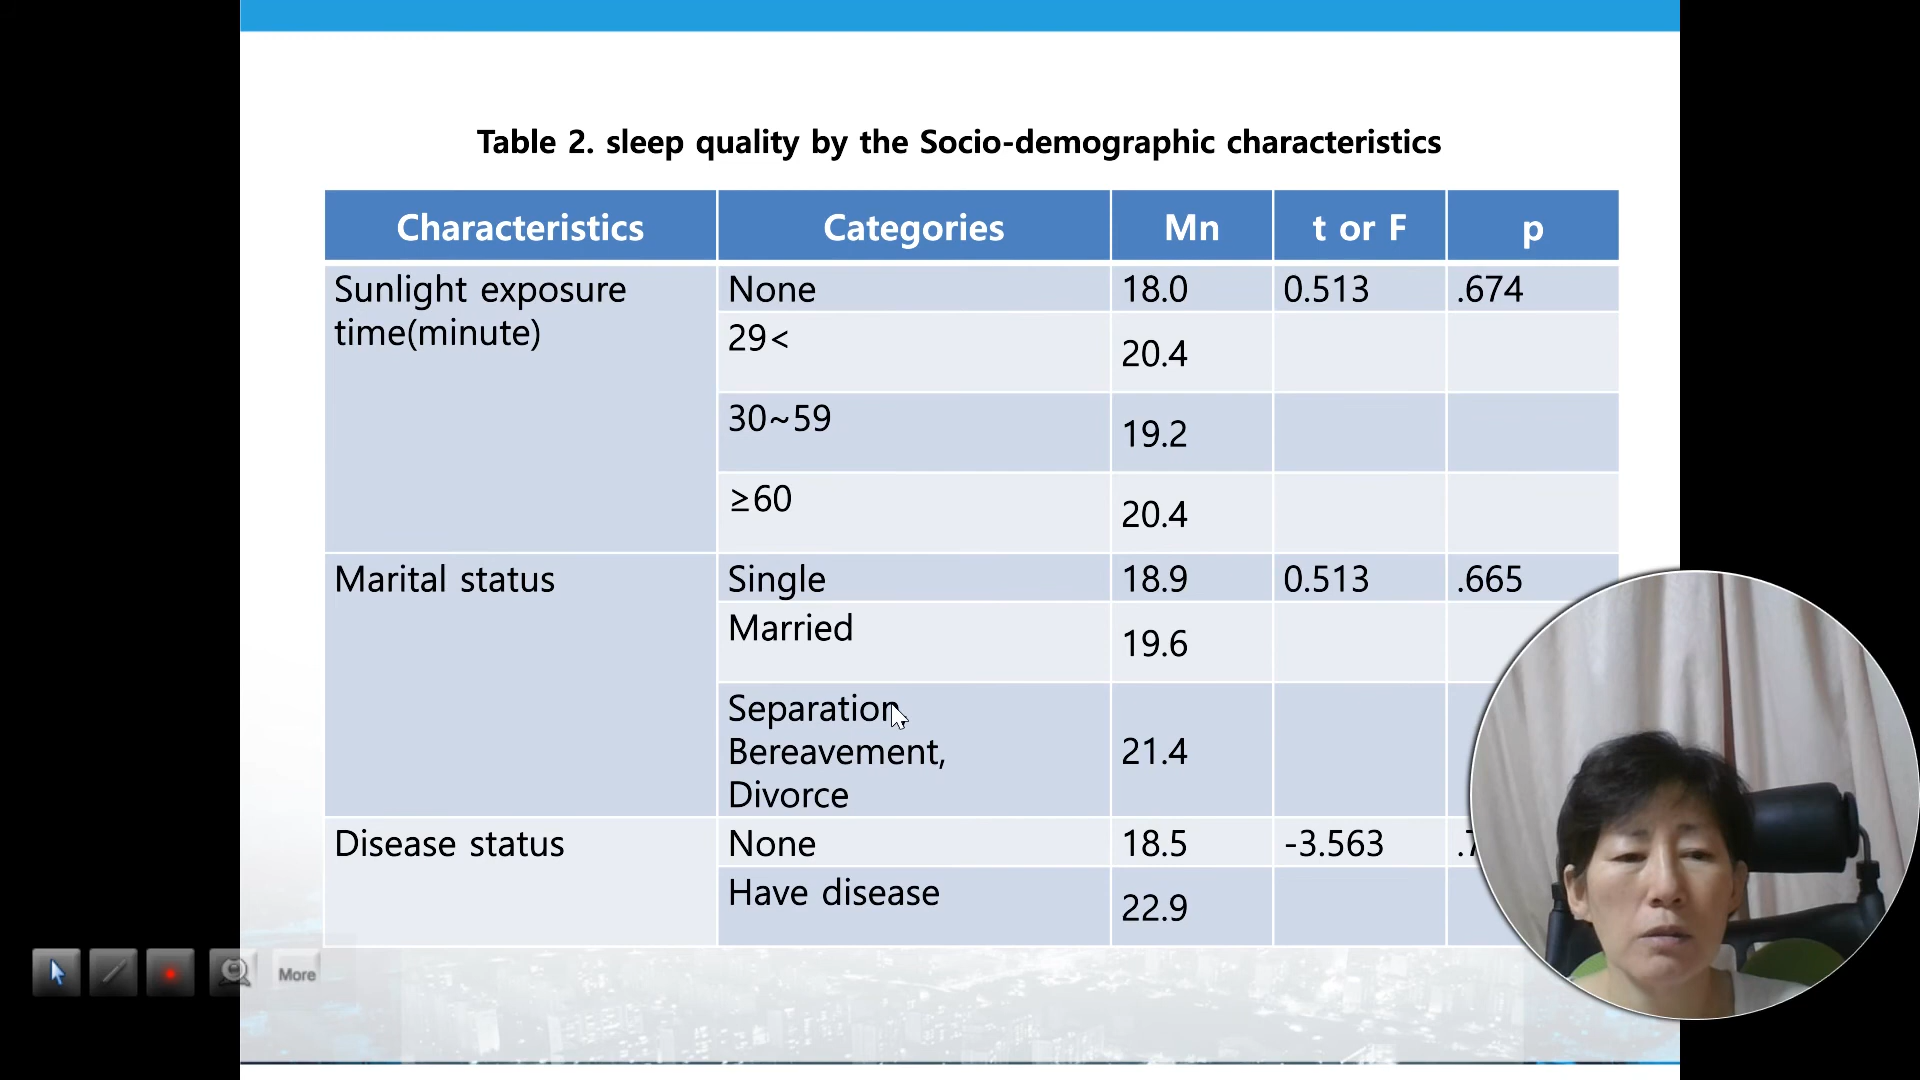 Table 2. sleep quality by the Socio-demographic characteristics
Characteristics Categories Mn t or F p
Sunlight exposure None 18.0 0.513 .674
time(minute)
29< 20.4
30~59 19.2
≥60 20.4
Marital status Single 18.9 0.513 .665
Married 19.6
Separation,
Bereavement, 21.4
Divorce
Disease status None 18.5 -3.563
Have disease 22.9
More